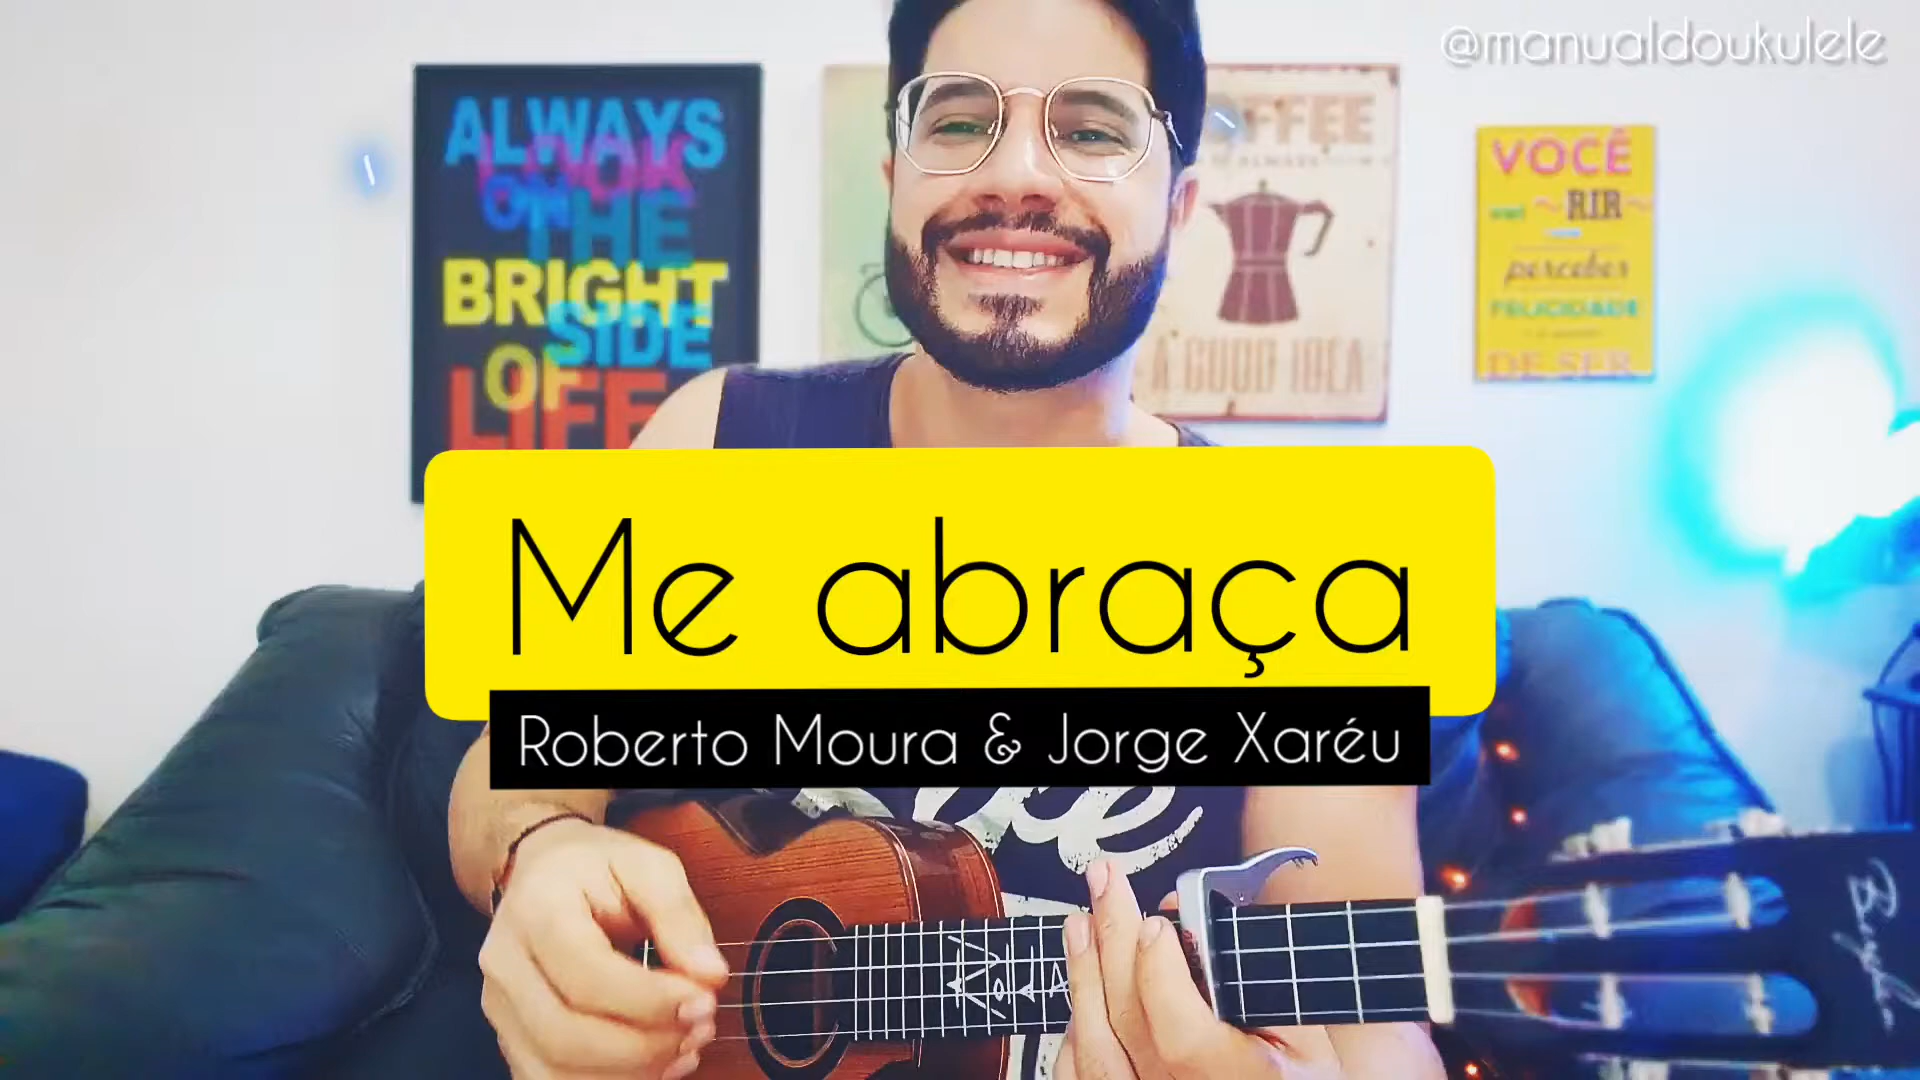 @manualdoukulele
ALWAYS
LOOK
ON THE
BRIGHT
SIDE
OF
LIFE
A GOOD IDEA
VOCÊ
vai ~RIR~
perceber
FELICIDADE
DE SER
Me abraça
Roberto Moura & Jorge Xaréu